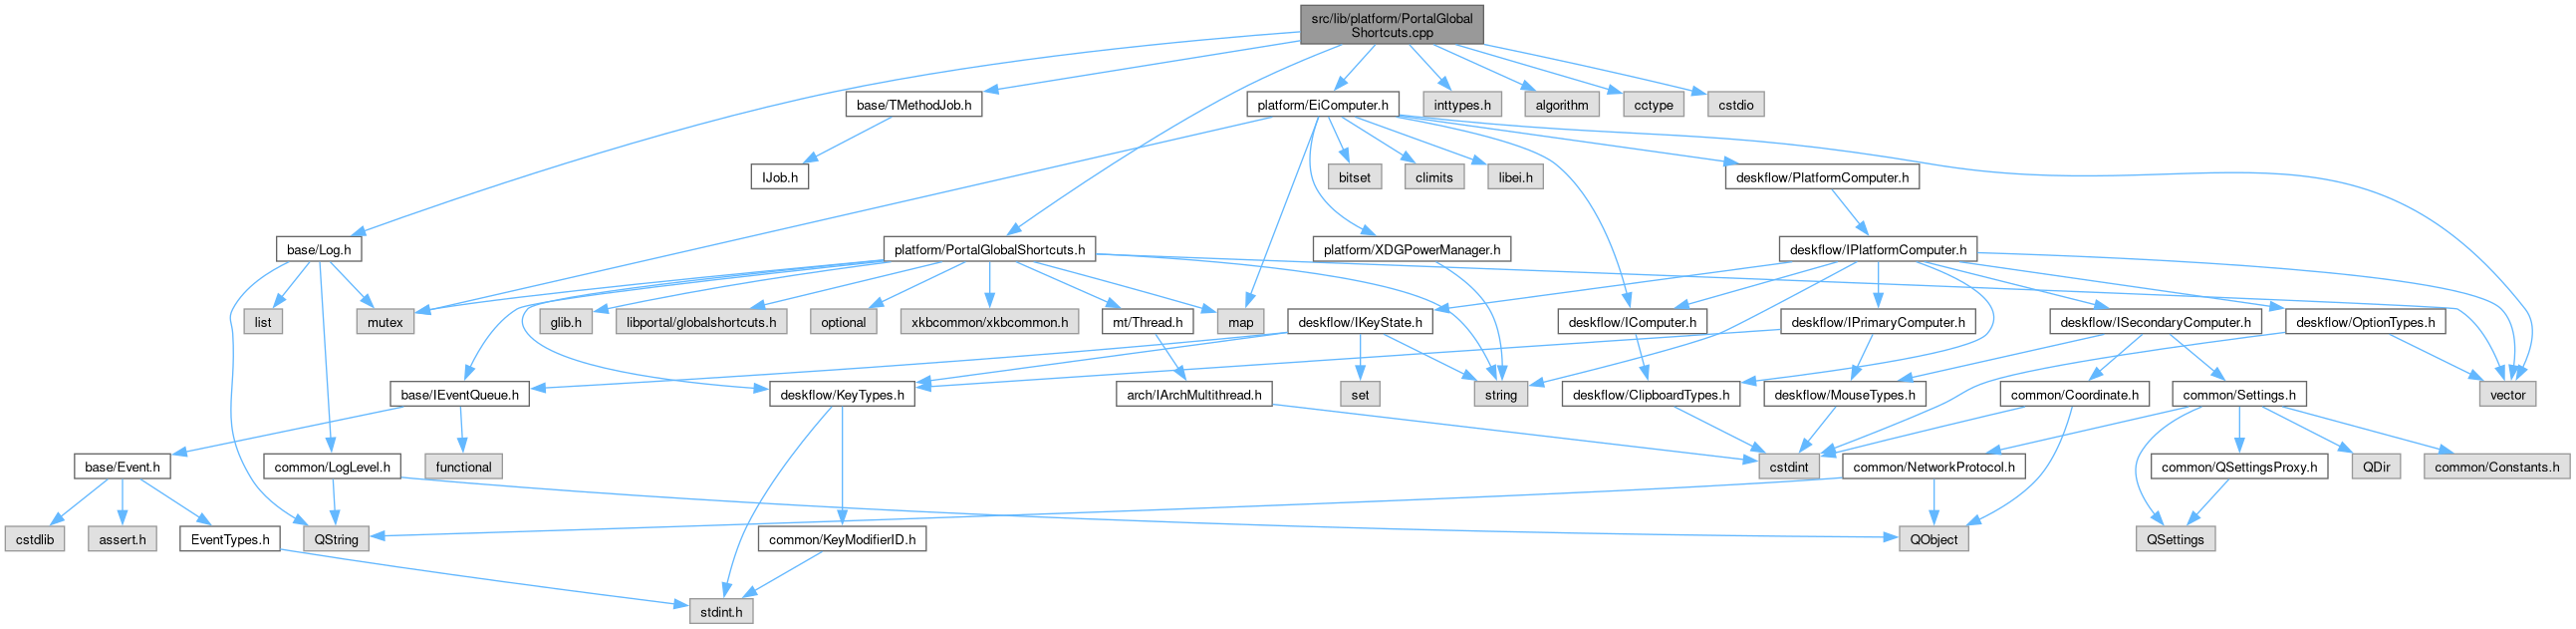 src/lib/platform/PortalGlobal
Shortcuts.cpp
base/TMethodJob.h
platform/EiComputer.h
inttypes.h
algorithm
cctype
cstdio
IJob.h
bitset
climits
libei.h
deskflow/PlatformComputer.h
base/Log.h
platform/PortalGlobalShortcuts.h
platform/XDGPowerManager.h
deskflow/IPlatformComputer.h
list
mutex
glib.h
libportal/globalshortcuts.h
optional
xkbcommon/xkbcommon.h
mt/Thread.h
map
deskflow/IKeyState.h
deskflow/IComputer.h
deskflow/IPrimaryComputer.h
deskflow/ISecondaryComputer.h
deskflow/OptionTypes.h
base/IEventQueue.h
deskflow/KeyTypes.h
arch/IArchMultithread.h
set
string
deskflow/ClipboardTypes.h
deskflow/MouseTypes.h
common/Coordinate.h
common/Settings.h
vector
base/Event.h
common/LogLevel.h
functional
cstdint
common/NetworkProtocol.h
common/QSettingsProxy.h
QDir
common/Constants.h
cstdlib
assert.h
EventTypes.h
QString
common/KeyModifierID.h
QObject
QSettings
stdint.h